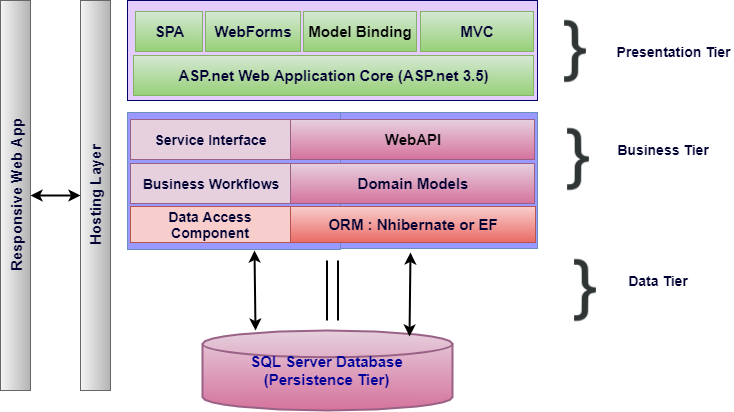 SPA
WebForms
Model Binding
MVC
Presentation Tier
ASP.net Web Application Core (ASP.net 3.5)
Service Interface
WebAPI
Business Tier
Business Workflows
Domain Models
Data Access
Component
ORM : Nhibernate or EF
Data Tier
SQL Server Database
(Persistence Tier)
Responsive Web App
Hosting Layer